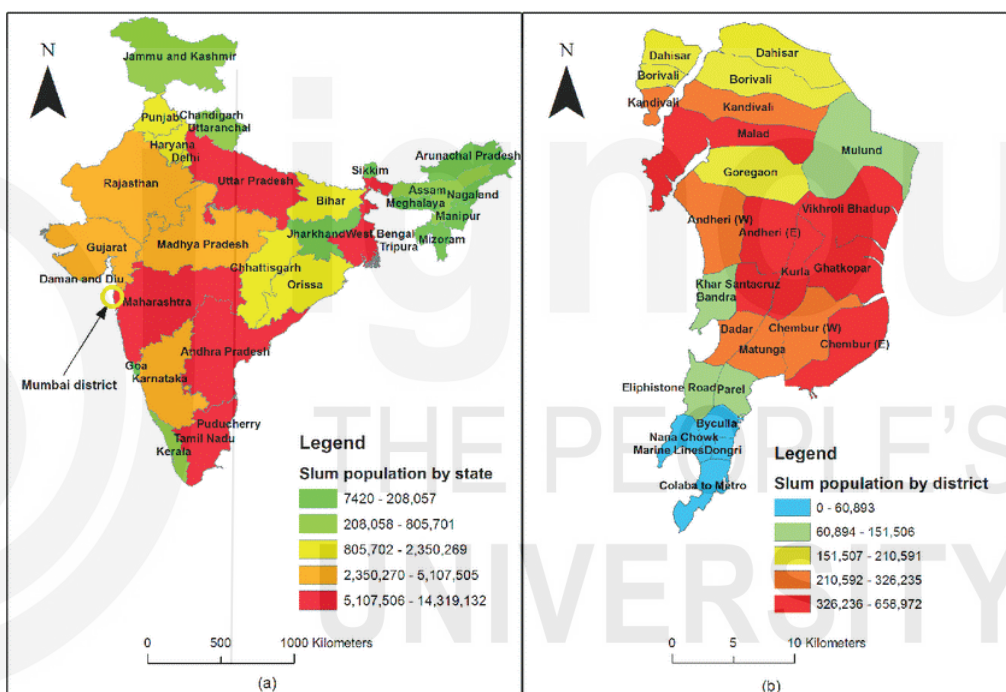 N
Jammu and Kashmir
Punjab
Chandigarh
Uttaranchal
Haryana
Delhi
Rajasthan
Uttar Pradesh
Sikkim
Arunachal Pradesh
Assam
Nagalend
Meghalaya
Manipur
Bihar
Jharkhand
West Bengal
Tripura
Mizoram
Gujarat
Madhya Pradesh
Chhattisgarh
Orissa
Daman and Diu
Maharashtra
Andhra Pradesh
Goa
Karnataka
Mumbai district
Puducherry
Tamil Nadu
Kerala
Legend
Slum population by state
7420 - 208,057
208,058 - 805,701
805,702 - 2,350,269
2,350,270 - 5,107,505
5,107,506 - 14,319,132
0 500 1000 Kilometers
(a)
N
Dahisar
Dahisar
Borivali
Borivali
Kandivali
Kandivali
Malad
Mulund
Goregaon
Andheri (W)
Vikhroli Bhadup
Andheri (E)
Kurla
Ghatkopar
Khar Santacruz
Bandra
Dadar
Chembur (W)
Matunga
Chembur (E)
Eliphistone Road
Parel
Byculla
Nana Chowk
Marine Lines
Dongri
Colaba to Metro
Legend
Slum population by district
0 - 60,893
60,894 - 151,506
151,507 - 210,591
210,592 - 326,235
326,236 - 658,972
0 5 10 Kilometers
(b)
ignou
THE PEOPLE'S
UNIVERSITY